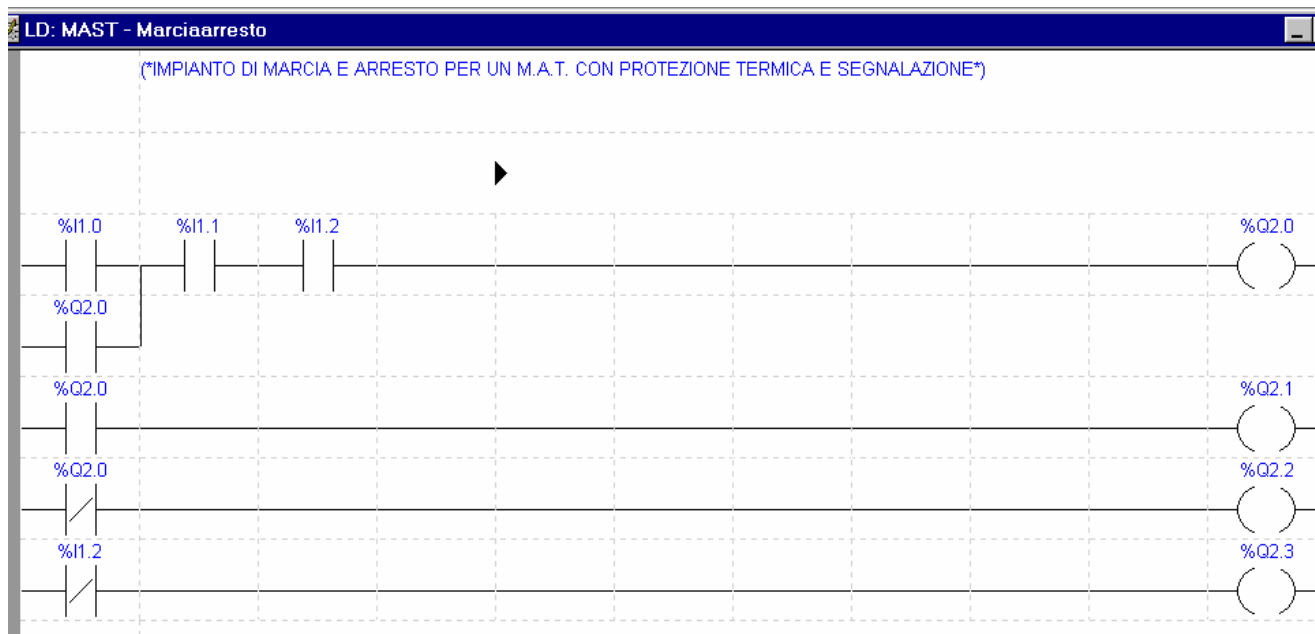 LD: MAST - Marciaarresto
(*IMPIANTO DI MARCIA E ARRESTO PER UN M.A.T. CON PROTEZIONE TERMICA E SEGNALAZIONE*)
%I1.0 %I1.1 %I1.2 %Q2.0
%Q2.0
%Q2.0 %Q2.1
%Q2.0 %Q2.2
%I1.2 %Q2.3